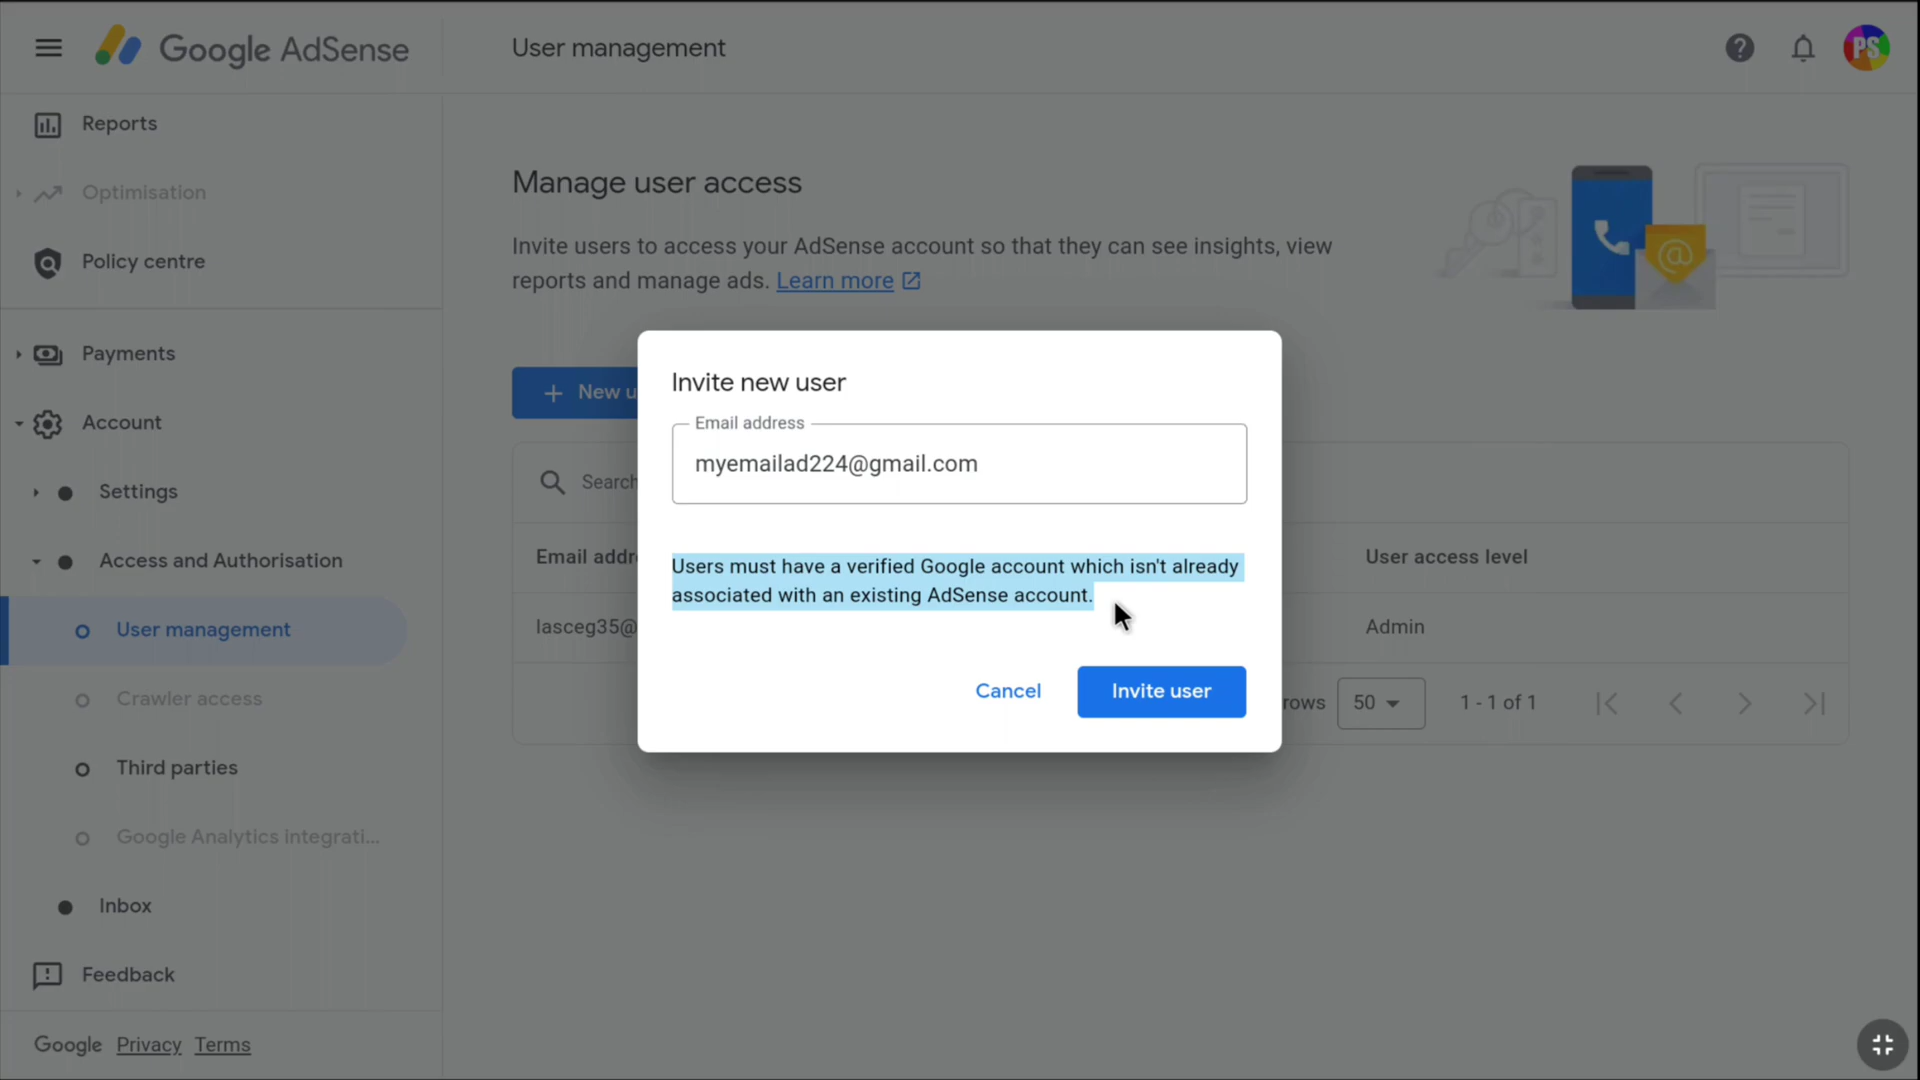 Google AdSense
User management
PS
Reports
Optimisation
Policy centre
Payments
Account
Settings
Access and Authorisation
User management
Crawler access
Third parties
Google Analytics integrati...
Inbox
Feedback
Google Privacy Terms
Manage user access
Invite users to access your AdSense account so that they can see insights, view
reports and manage ads. Learn more
@
+ New u
Search
Email addr
User access level
lasceg35@
Admin
rows 50 1 - 1 of 1
Invite new user
Email address
myemailad224@gmail.com
Users must have a verified Google account which isn't already
associated with an existing AdSense account.
Cancel
Invite user